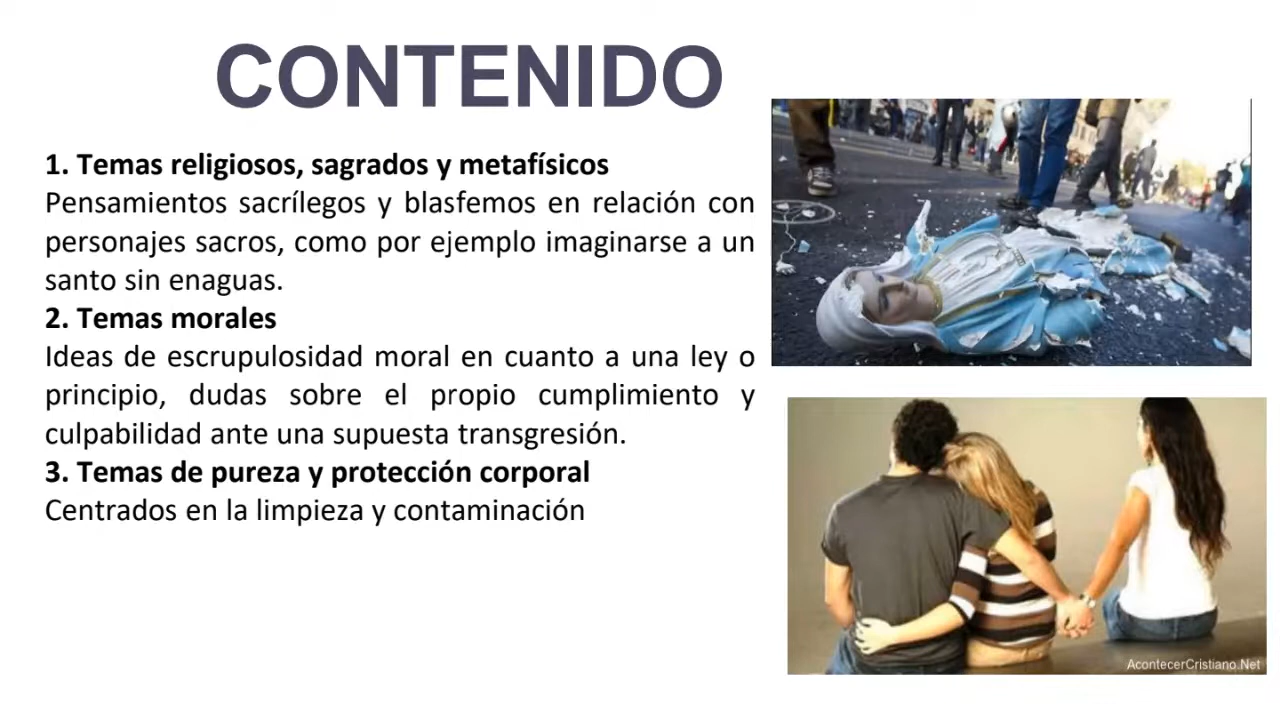 CONTENIDO
1. Temas religiosos, sagrados y metafísicos
Pensamientos sacrílegos y blasfemos en relación con
personajes sacros, como por ejemplo imaginarse a un
santo sin enaguas.
2. Temas morales
Ideas de escrupulosidad moral en cuanto a una ley o
principio, dudas sobre el propio cumplimiento y
culpabilidad ante una supuesta transgresión.
3. Temas de pureza y protección corporal
Centrados en la limpieza y contaminación
AcontecerCristiano.Net